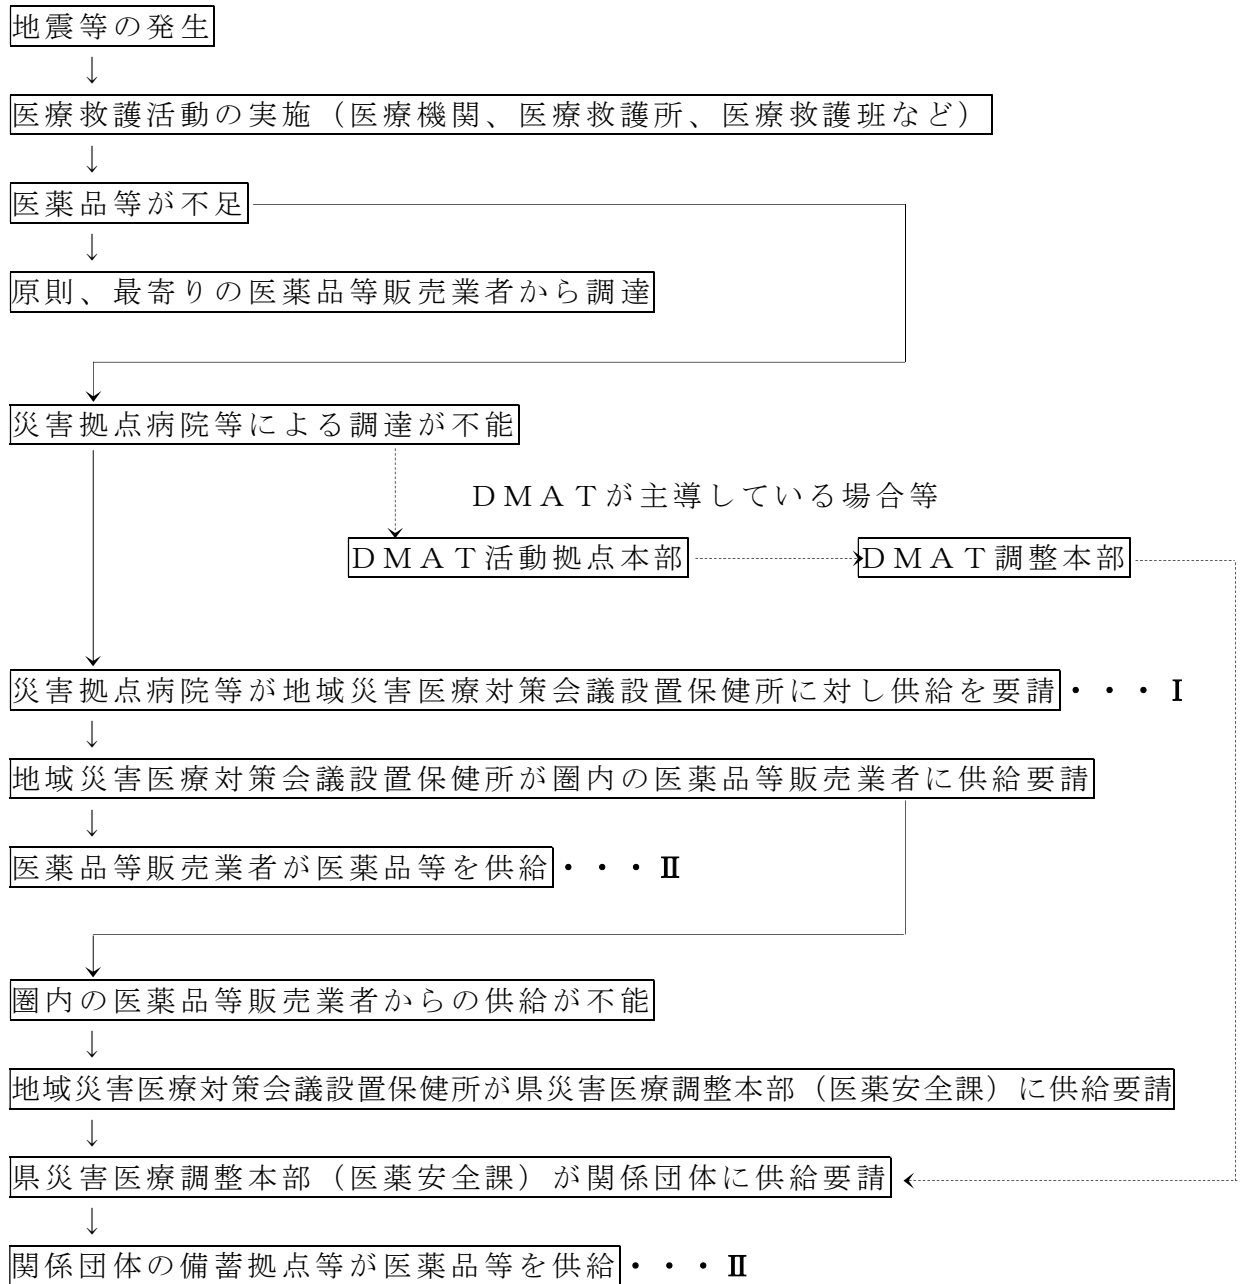 地震等の発生
↓
医療救護活動の実施（医療機関、医療救護所、医療救護班など）
↓
医薬品等が不足
↓
原則、最寄りの医薬品等販売業者から調達
災害拠点病院等による調達が不能
ＤＭＡＴが主導している場合等
ＤＭＡＴ活動拠点本部
ＤＭＡＴ調整本部
災害拠点病院等が地域災害医療対策会議設置保健所に対し供給を要請・・・Ⅰ
↓
地域災害医療対策会議設置保健所が圏内の医薬品等販売業者に供給要請
↓
医薬品等販売業者が医薬品等を供給・・・Ⅱ
圏内の医薬品等販売業者からの供給が不能
↓
地域災害医療対策会議設置保健所が県災害医療調整本部（医薬安全課）に供給要請
↓
県災害医療調整本部（医薬安全課）が関係団体に供給要請
↓
関係団体の備蓄拠点等が医薬品等を供給・・・Ⅱ